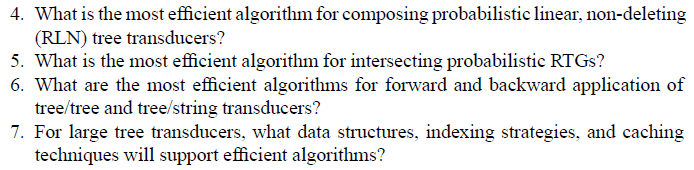 4. What is the most efficient algorithm for composing probabilistic linear, non-deleting
(RLN) tree transducers?
5. What is the most efficient algorithm for intersecting probabilistic RTGs?
6. What are the most efficient algorithms for forward and backward application of
tree/tree and tree/string transducers?
7. For large tree transducers, what data structures, indexing strategies, and caching
techniques will support efficient algorithms?